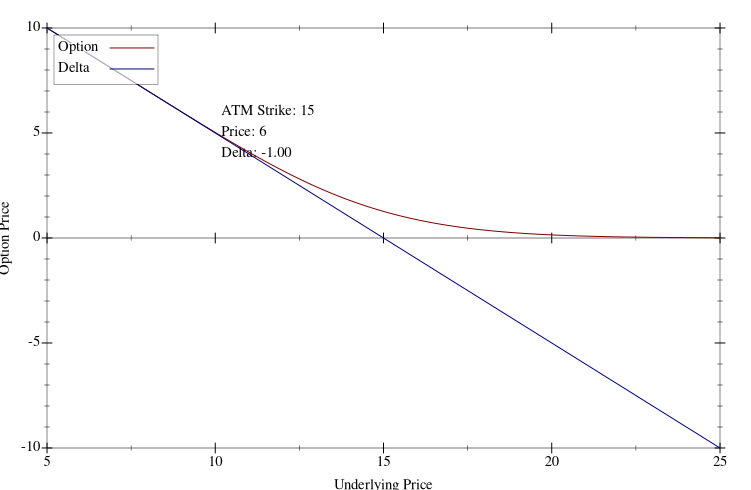 10
Option
Delta
ATM Strike: 15
Price: 6
Delta: -1.00
5
0
-5
-10
5
10
15
20
25
Option Price
Underlying Price